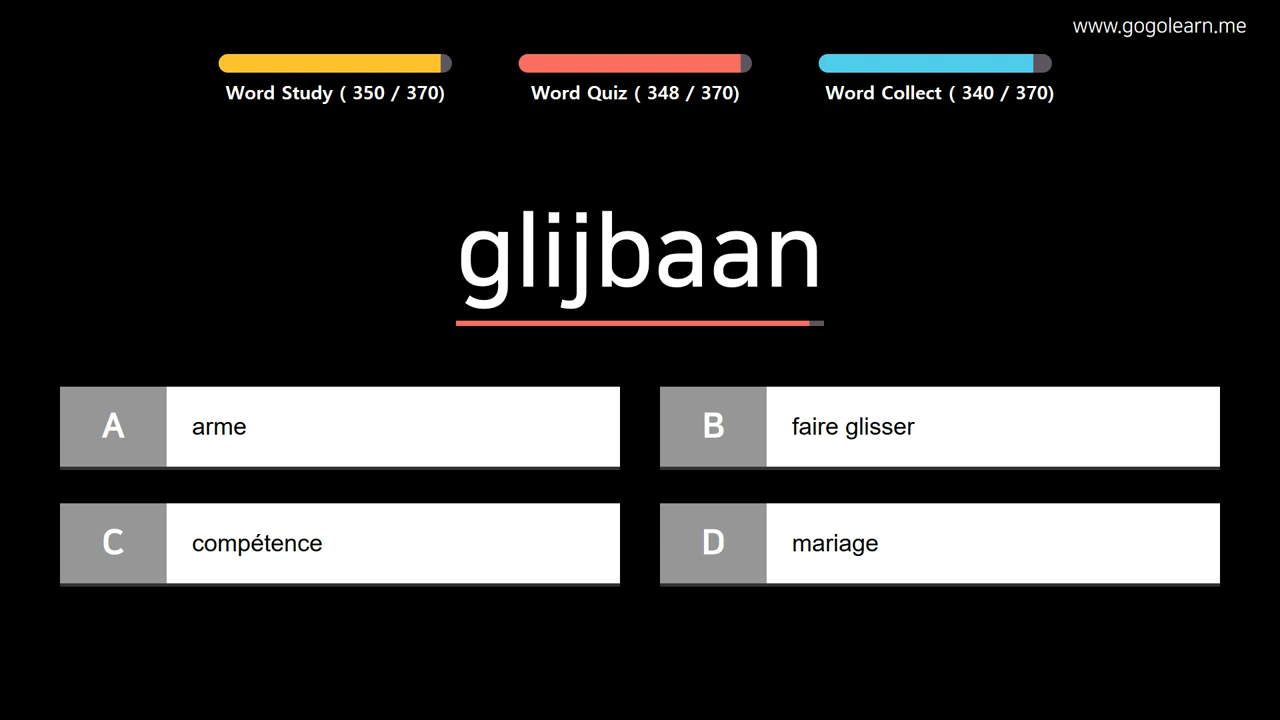 www.gogolearn.me
Word Study ( 350 / 370)
Word Quiz ( 348 / 370)
Word Collect ( 340 / 370)
glijbaan
A arme
B faire glisser
C compétence
D mariage